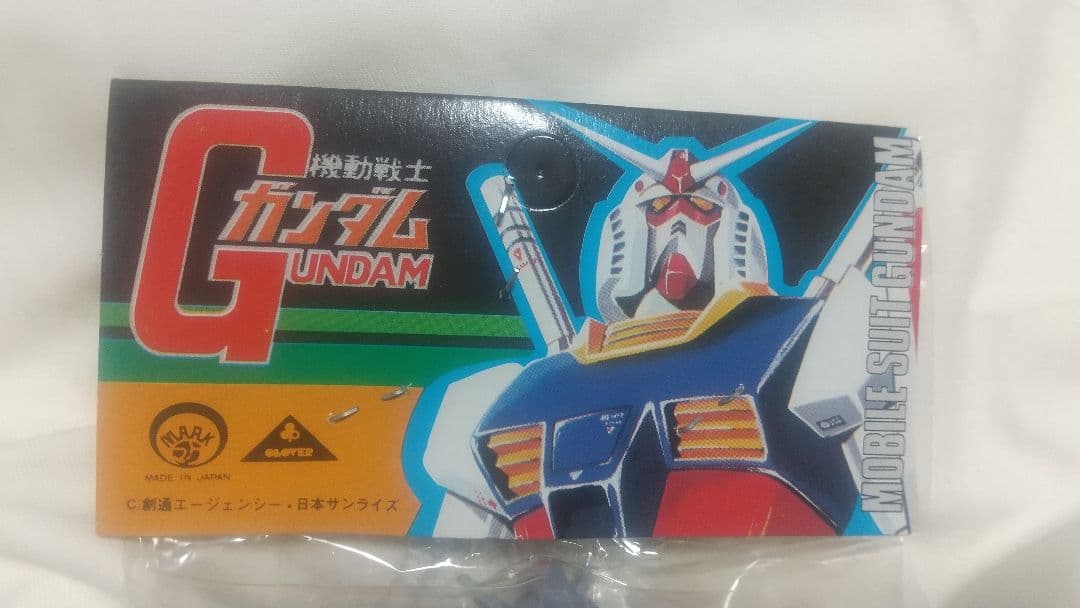 機動戦士
ガンダム
GUNDAM
MOBILE SUIT GUNDAM
MARK
MADE IN JAPAN
CLOVER
C 創通エージェンシー・日本サンライズ